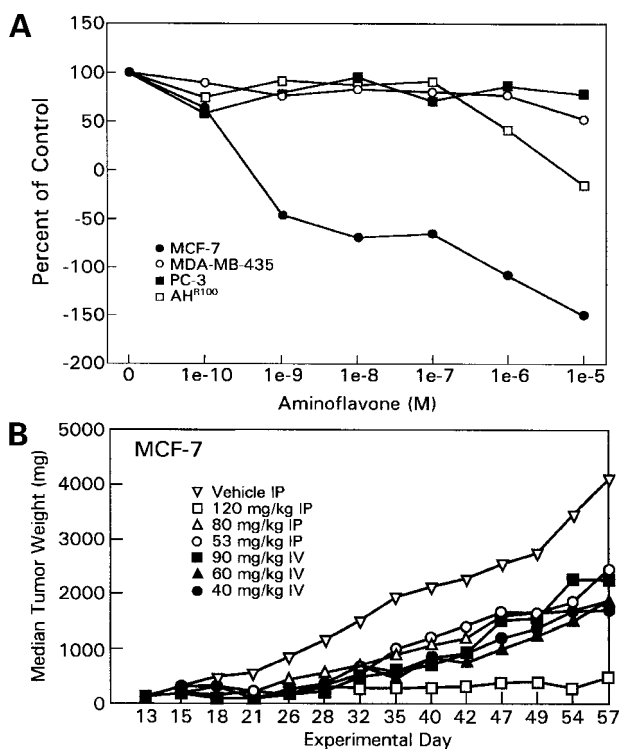 A
150
100
50
0
-50
-100
-150
-200
Percent of Control
MCF-7
MDA-MB-435
PC-3
AH^R100
0 1e-10 1e-9 1e-8 1e-7 1e-6 1e-5
Aminoflavone (M)
B
5000
4000
3000
2000
1000
0
Median Tumor Weight (mg)
MCF-7
Vehicle IP
120 mg/kg IP
80 mg/kg IP
53 mg/kg IP
90 mg/kg IV
60 mg/kg IV
40 mg/kg IV
13 15 18 21 26 28 32 35 40 42 47 49 54 57
Experimental Day